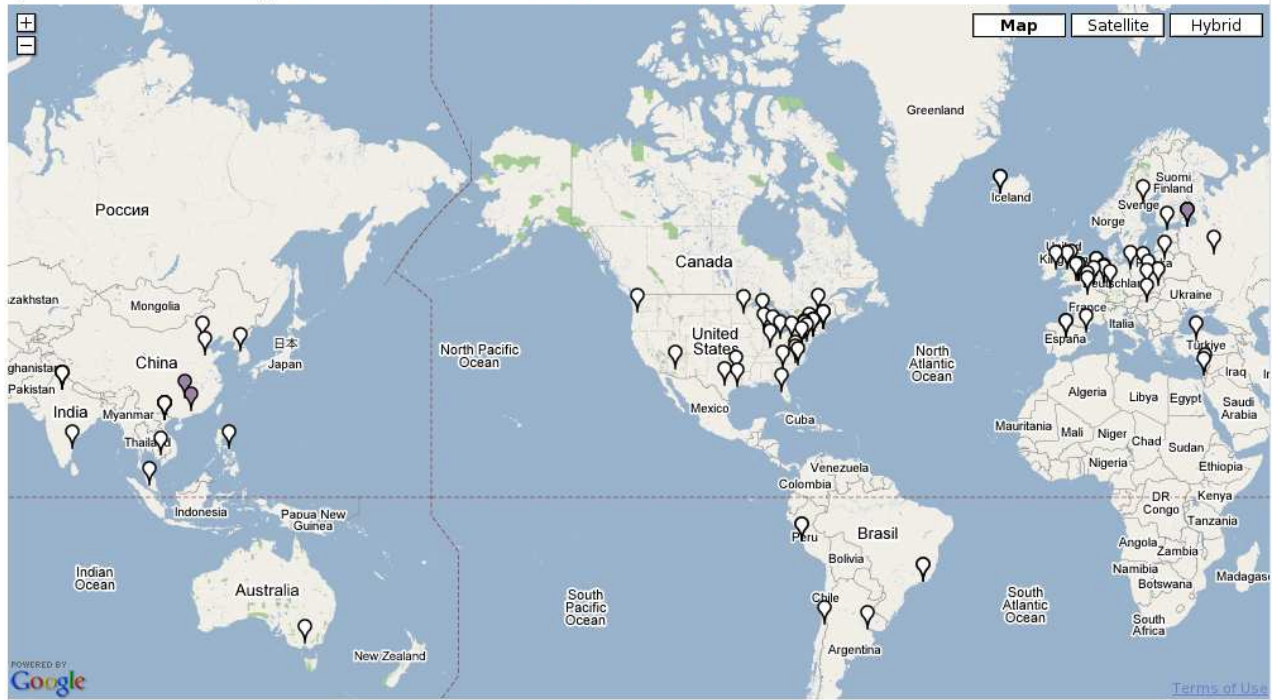 +
−
Map
Satellite
Hybrid
Greenland
Iceland
Suomi
Finland
Sverige
Norge
Россия
United
Kingdom
Canada
Deutschland
Ukraine
France
Italia
España
Türkiye
Mongolia
United
States
China
日本
Japan
North Pacific
Ocean
North
Atlantic
Ocean
Iraq
Pakistan
India
Myanmar
Thailand
Mexico
Cuba
Algeria
Libya
Egypt
Saudi
Arabia
Mauritania
Mali
Niger
Chad
Sudan
Nigeria
Ethiopia
Venezuela
Colombia
Indonesia
Papua New
Guinea
DR
Congo
Kenya
Tanzania
Peru
Brasil
Bolivia
Angola
Zambia
Namibia
Botswana
Madagas
Indian
Ocean
Australia
South
Pacific
Ocean
Chile
South
Atlantic
Ocean
South
Africa
New Zealand
Argentina
POWERED BY
Google
Terms of Use